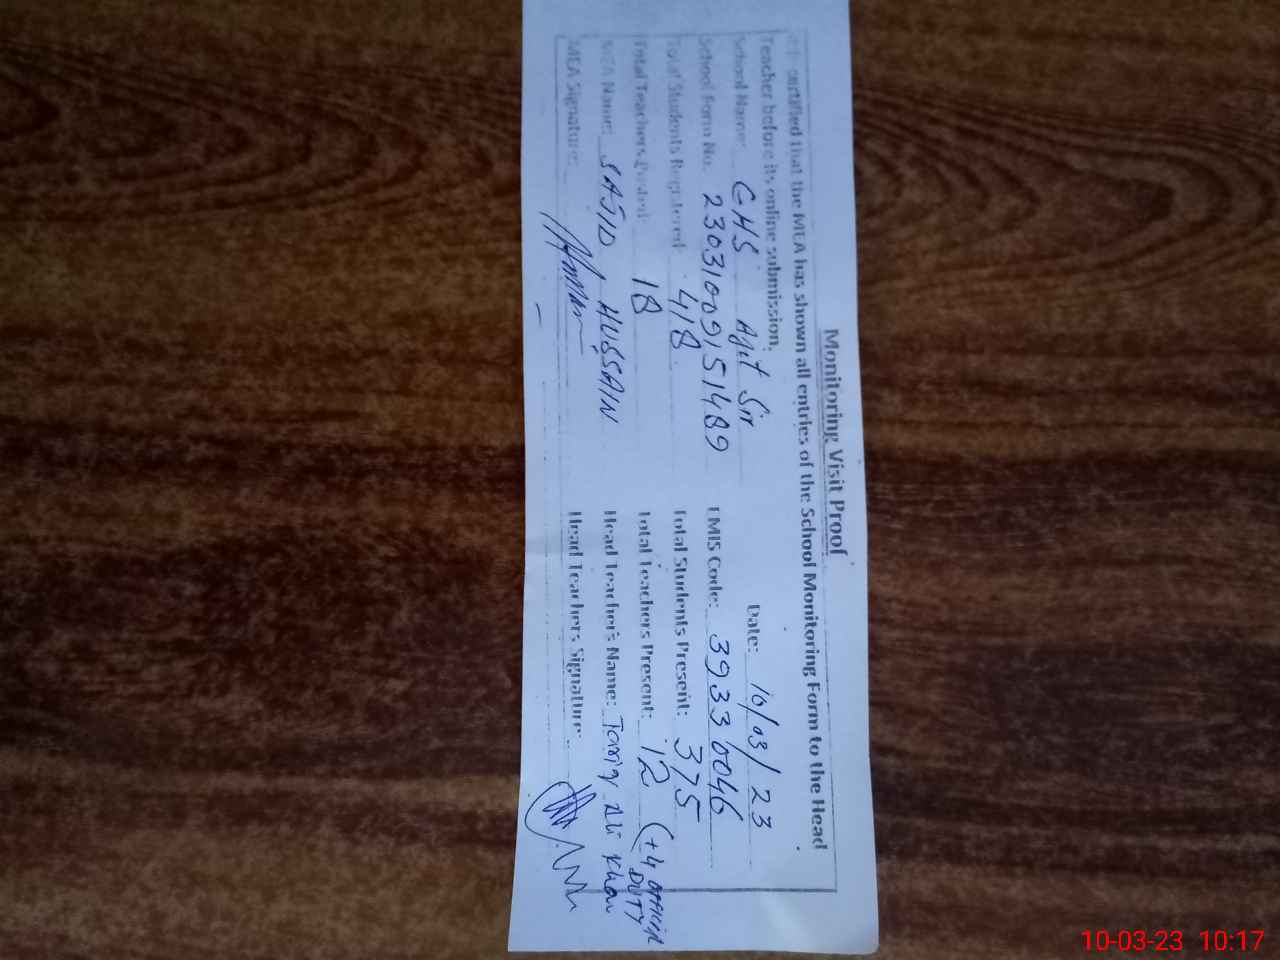 Monitoring Visit Proof
certified that the MEA has shown all entries of the School Monitoring Form to the Head
Teacher before its online submission.
Date: 10/03/23
School Name: GHS Ajit Sir
School Form No. 23031009151489 EMIS Code: 39330046
Total Students Registered: 418 Total Students Present: 375
Total Teachers Posted: 18 Total Teachers Present: 12 (+4 OFFICIR DUTY
MEA Name: SAJID HUSSAIN Head Teacher's Name: Tariq Ali Khan
MEA Signature: Head Teachers Signature:
10-03-23 10:17